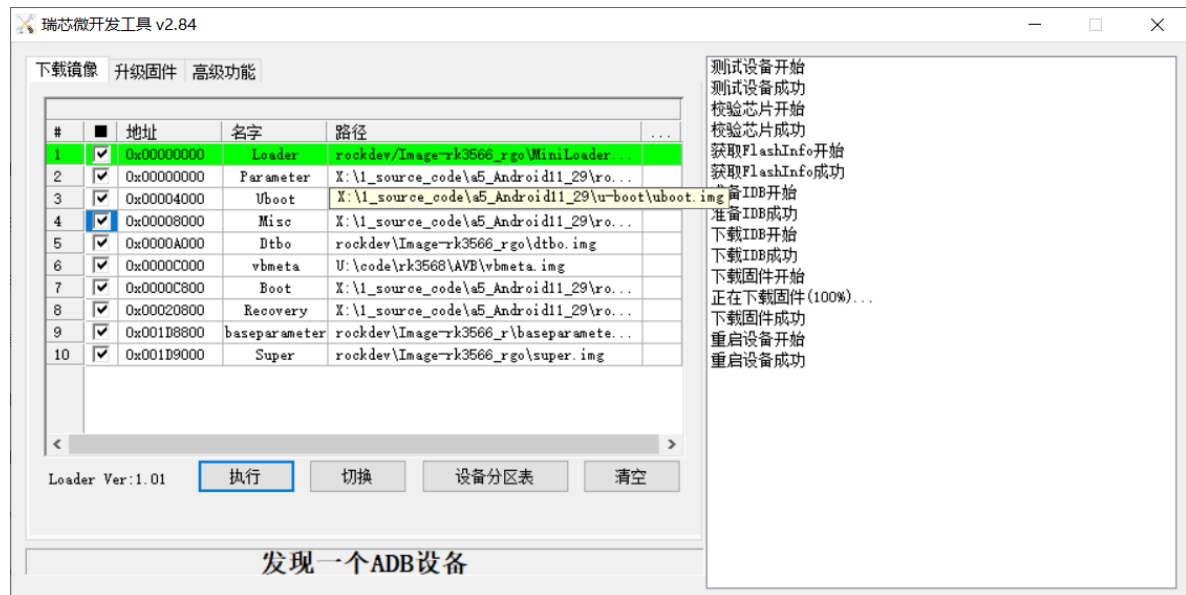 瑞芯微开发工具 v2.84
下载镜像 升级固件 高级功能
# 地址 名字 路径 ...
1 0x00000000 Loader rockdev/Image-rk3566_rgo\MiniLoader...
2 0x00000000 Parameter X:\1_source_code\a5_Android11_29\ro...
3 0x00004000 Uboot X:\1_source_code\a5_Android11_29\u-boot\uboot.img
4 0x00008000 Misc X:\1_source_code\a5_Android11_29\ro...
5 0x0000A000 Dtbo rockdev\Image-rk3566_rgo\dtbo.img
6 0x0000C000 vbmeta U:\code\rk3568\AVB\vbmeta.img
7 0x0000C800 Boot X:\1_source_code\a5_Android11_29\ro...
8 0x00020800 Recovery X:\1_source_code\a5_Android11_29\ro...
9 0x001D8800 baseparameter rockdev\Image-rk3566_r\baseparamete...
10 0x001D9000 Super rockdev\Image-rk3566_rgo\super.img
Loader Ver:1.01 执行 切换 设备分区表 清空
发现一个ADB设备
测试设备开始
测试设备成功
校验芯片开始
校验芯片成功
获取FlashInfo开始
获取FlashInfo成功
备IDB开始
准备IDB成功
下载IDB开始
下载IDB成功
下载固件开始
正在下载固件(100%)...
下载固件成功
重启设备开始
重启设备成功